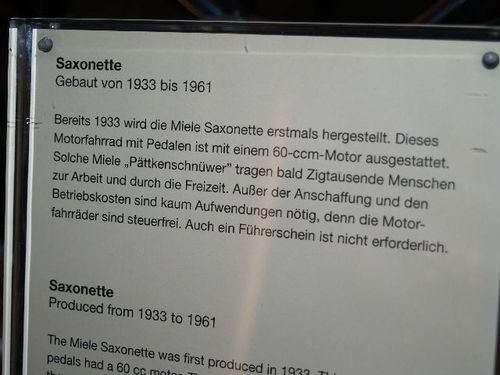 Saxonette
Gebaut von 1933 bis 1961
Bereits 1933 wird die Miele Saxonette erstmals hergestellt. Dieses
Motorfahrrad mit Pedalen ist mit einem 60-ccm-Motor ausgestattet.
Solche Miele „Pättkenschnüwer” tragen bald Zigtausende Menschen
zur Arbeit und durch die Freizeit. Außer der Anschaffung und den
Betriebskosten sind kaum Aufwendungen nötig, denn die Motor-
fahrräder sind steuerfrei. Auch ein Führerschein ist nicht erforderlich.
Saxonette
Produced from 1933 to 1961
The Miele Saxonette was first produced in 1933.
pedals had a 60 cc motor.